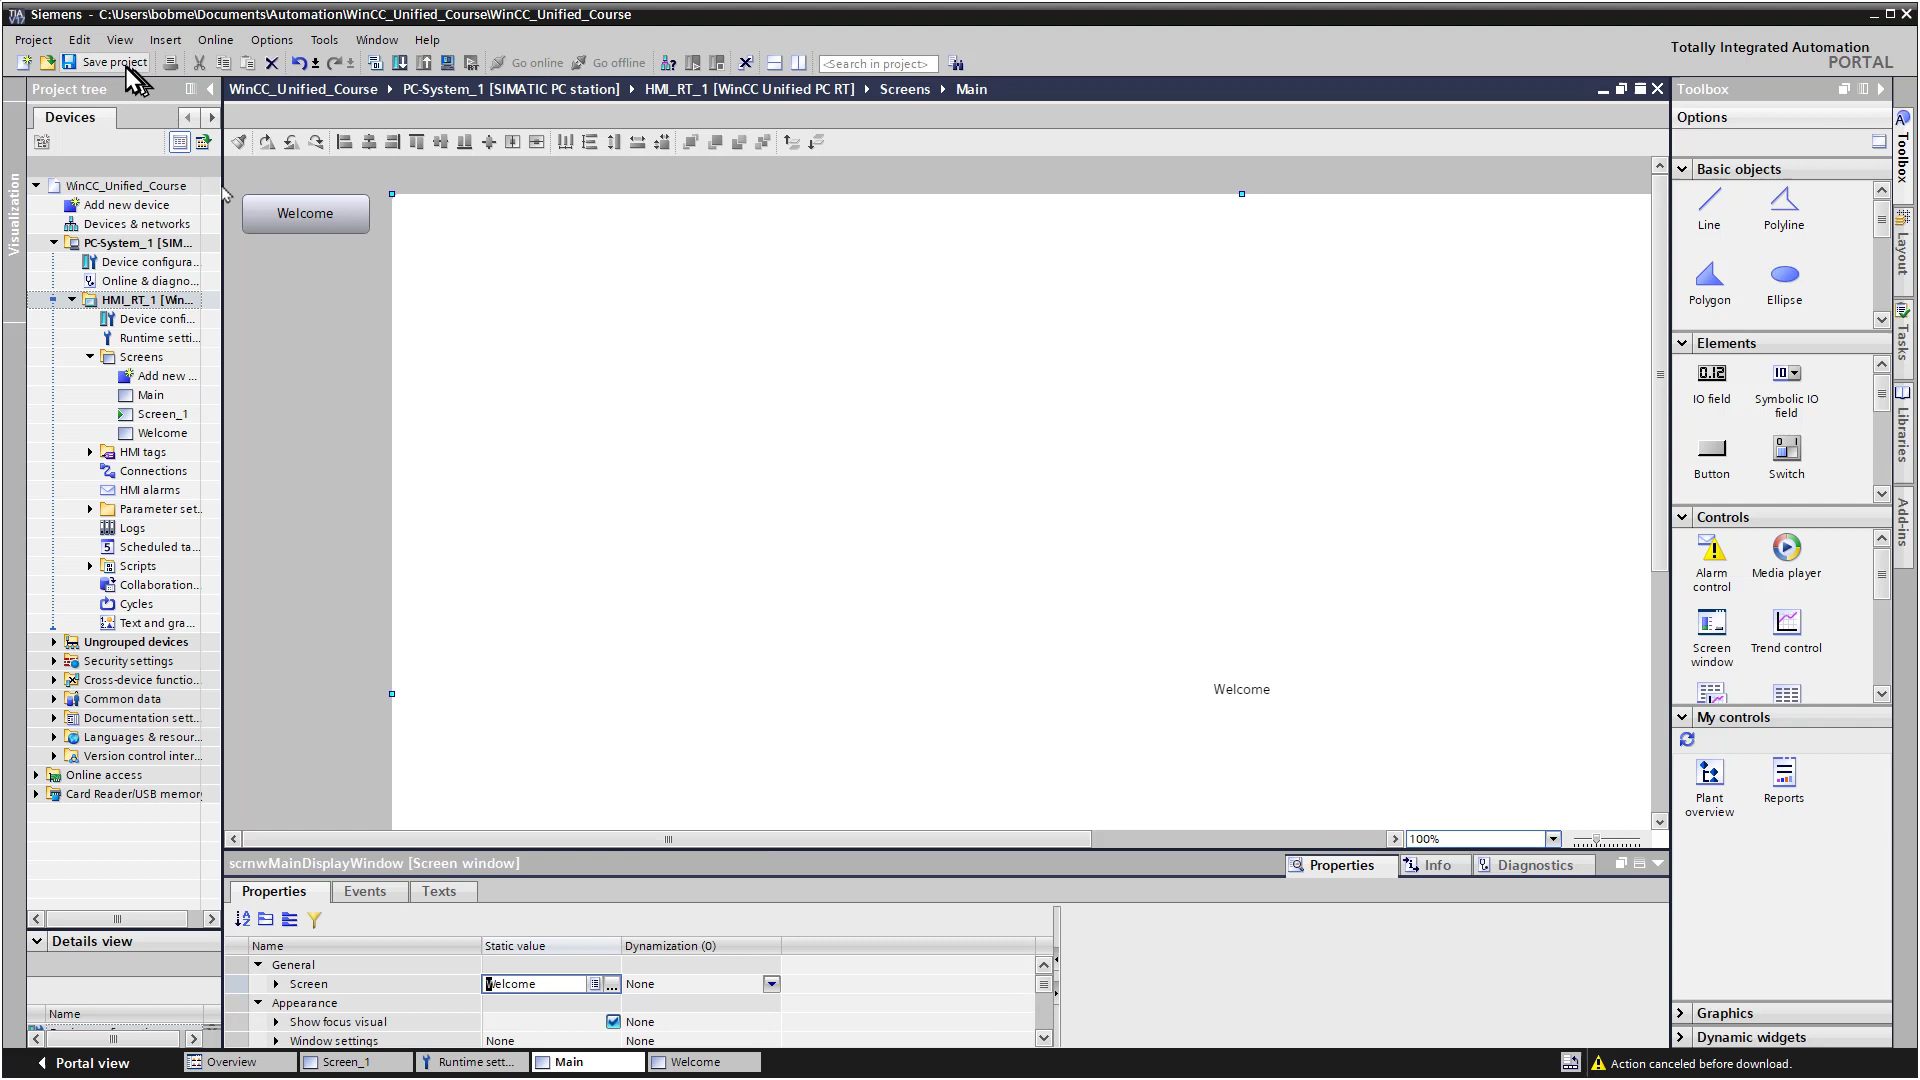 Siemens - C:\Users\bobme\Documents\Automation\WinCC_Unified_Course\WinCC_Unified_Course
Project Edit View Insert Online Options Tools Window Help
Totally Integrated Automation
PORTAL
Save project
Go online
Go offline
<Search in project>
Project tree
WinCC_Unified_Course PC-System_1 [SIMATIC PC station] HMI_RT_1 [WinCC Unified PC RT] Screens Main
Toolbox
Devices
Options
Visualization
WinCC_Unified_Course
Add new device
Devices & networks
PC-System_1 [SIM...
Device configura...
Online & diagno...
HMI_RT_1 [Win...
Device confi...
Runtime setti...
Screens
Add new ...
Main
Screen_1
Welcome
HMI tags
Connections
HMI alarms
Parameter set..
Logs
Scheduled ta...
Scripts
Collaboration...
Cycles
Text and gra...
Ungrouped devices
Security settings
Cross-device functio...
Common data
Documentation sett...
Languages & resour...
Version control inter...
Online access
Card Reader/USB memory
Details view
Name
Welcome
Welcome
100%
scrnwMainDisplayWindow [Screen window]
Properties
Info
Diagnostics
Properties Events Texts
Name Static value Dynamization (0)
General
Screen Welcome None
Appearance
Show focus visual None
Window settings None None
Basic objects
Line Polyline
Polygon Ellipse
Elements
0.12 10
IO field Symbolic IO
field
Button Switch
Controls
Alarm
control
Media player
Screen
window
Trend control
My controls
Plant
overview
Reports
Graphics
Dynamic widgets
Toolbox
Layout
Tasks
Libraries
Add-ins
Portal view
Overview
Screen_1
Runtime sett...
Main
Welcome
Action canceled before download.